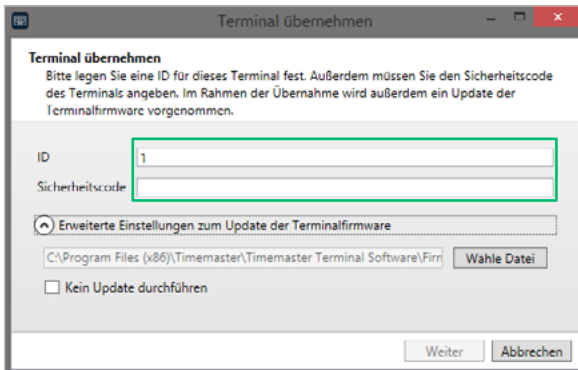 Terminal übernehmen
Terminal übernehmen
Bitte legen Sie eine ID für dieses Terminal fest. Außerdem müssen Sie den Sicherheitscode
des Terminals angeben. Im Rahmen der Übernahme wird außerdem ein Update der
Terminalfirmware vorgenommen.
ID 1
Sicherheitscode
Erweiterte Einstellungen zum Update der Terminalfirmware
C:\Program Files (x86)\Timemaster\Timemaster Terminal Software\Firr Wahle Datei
Kein Update durchführen
Weiter Abbrechen